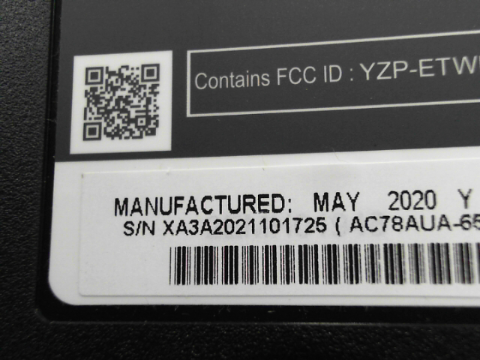 Contains FCC ID : YZP-ETW
MANUFACTURED: MAY 2020 Y
S/N XA3A2021101725 ( AC78AUA-65